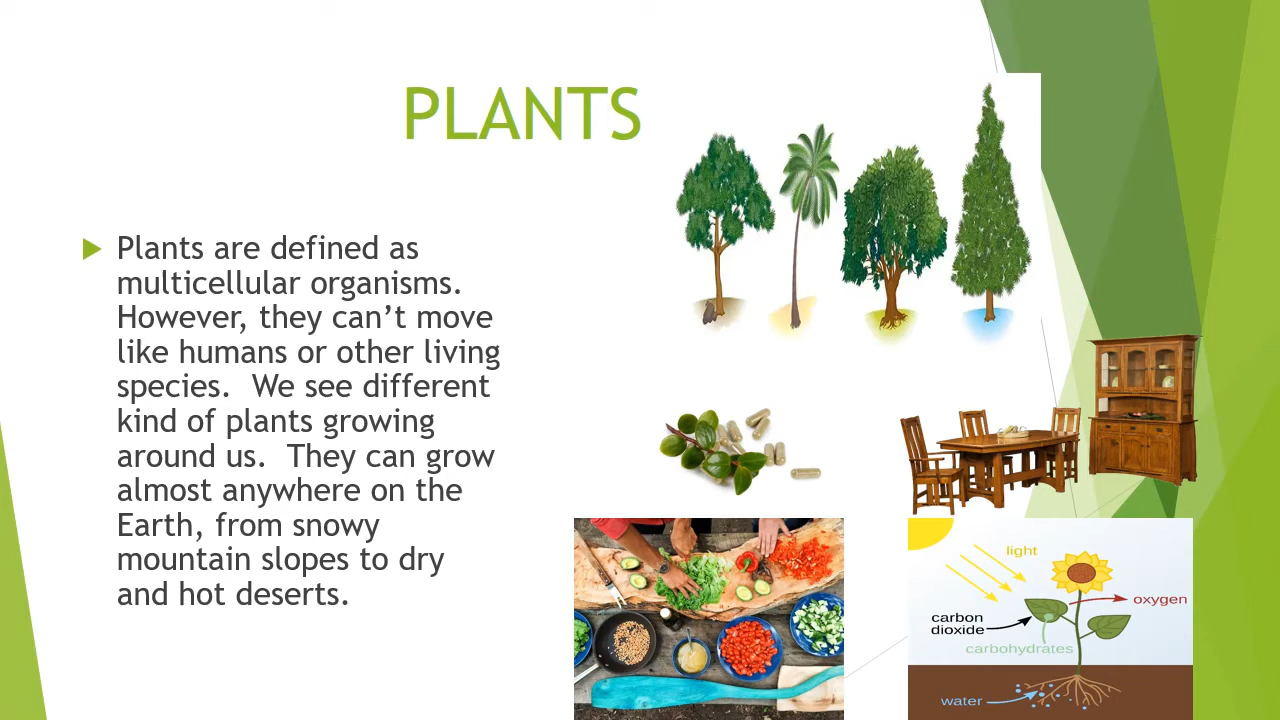 PLANTS
Plants are defined as
multicellular organisms.
However, they can’t move
like humans or other living
species.  We see different
kind of plants growing
around us.  They can grow
almost anywhere on the
Earth, from snowy
mountain slopes to dry
and hot deserts.
light
oxygen
carbon
dioxide
carbohydrates
water